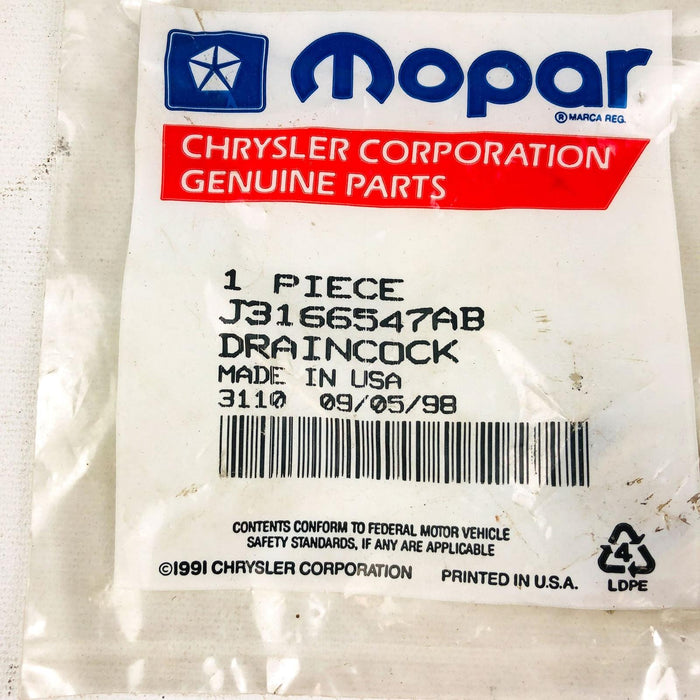 Mopar
® MARCA REG.
CHRYSLER CORPORATION
GENUINE PARTS
1 PIECE
J3166547AB
DRAINCOCK
MADE IN USA
3110 09/05/98
CONTENTS CONFORM TO FEDERAL MOTOR VEHICLE
SAFETY STANDARDS, IF ANY ARE APPLICABLE
©1991 CHRYSLER CORPORATION PRINTED IN U.S.A.
4
LDPE